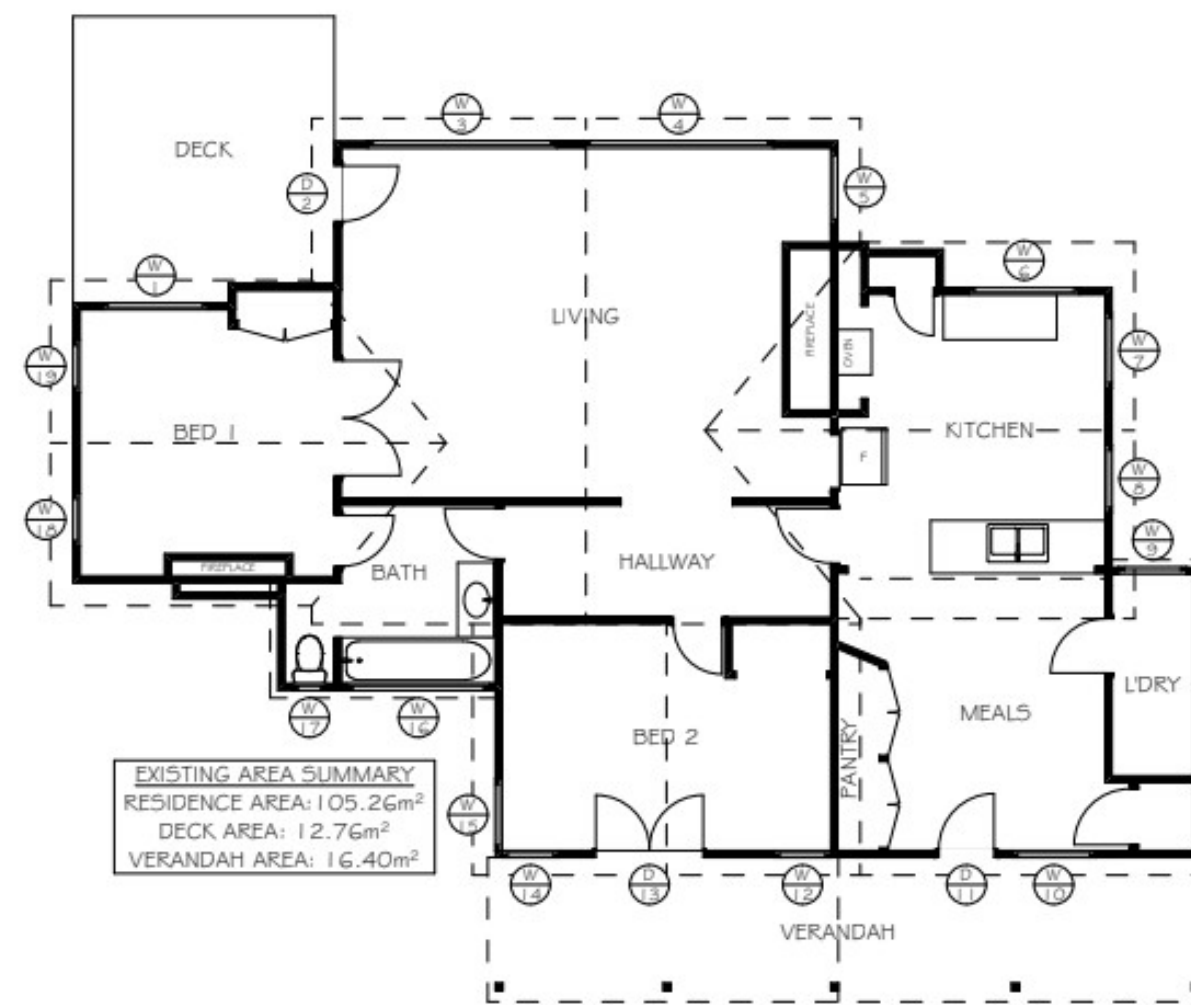 W
3
W
4
DECK
D
2
W
5
W
1
W
6
LIVING
FIREPLACE
OVEN
W
7
W
19
BED 1
KITCHEN
F
W
8
W
18
W
9
HALLWAY
FIREPLACE
BATH
L'DRY
MEALS
W
17
W
16
BED 2
PANTRY
EXISTING AREA SUMMARY
RESIDENCE AREA: 105.26m²
DECK AREA: 12.76m²
VERANDAH AREA: 16.40m²
W
15
W
14
D
13
W
12
D
11
W
10
VERANDAH